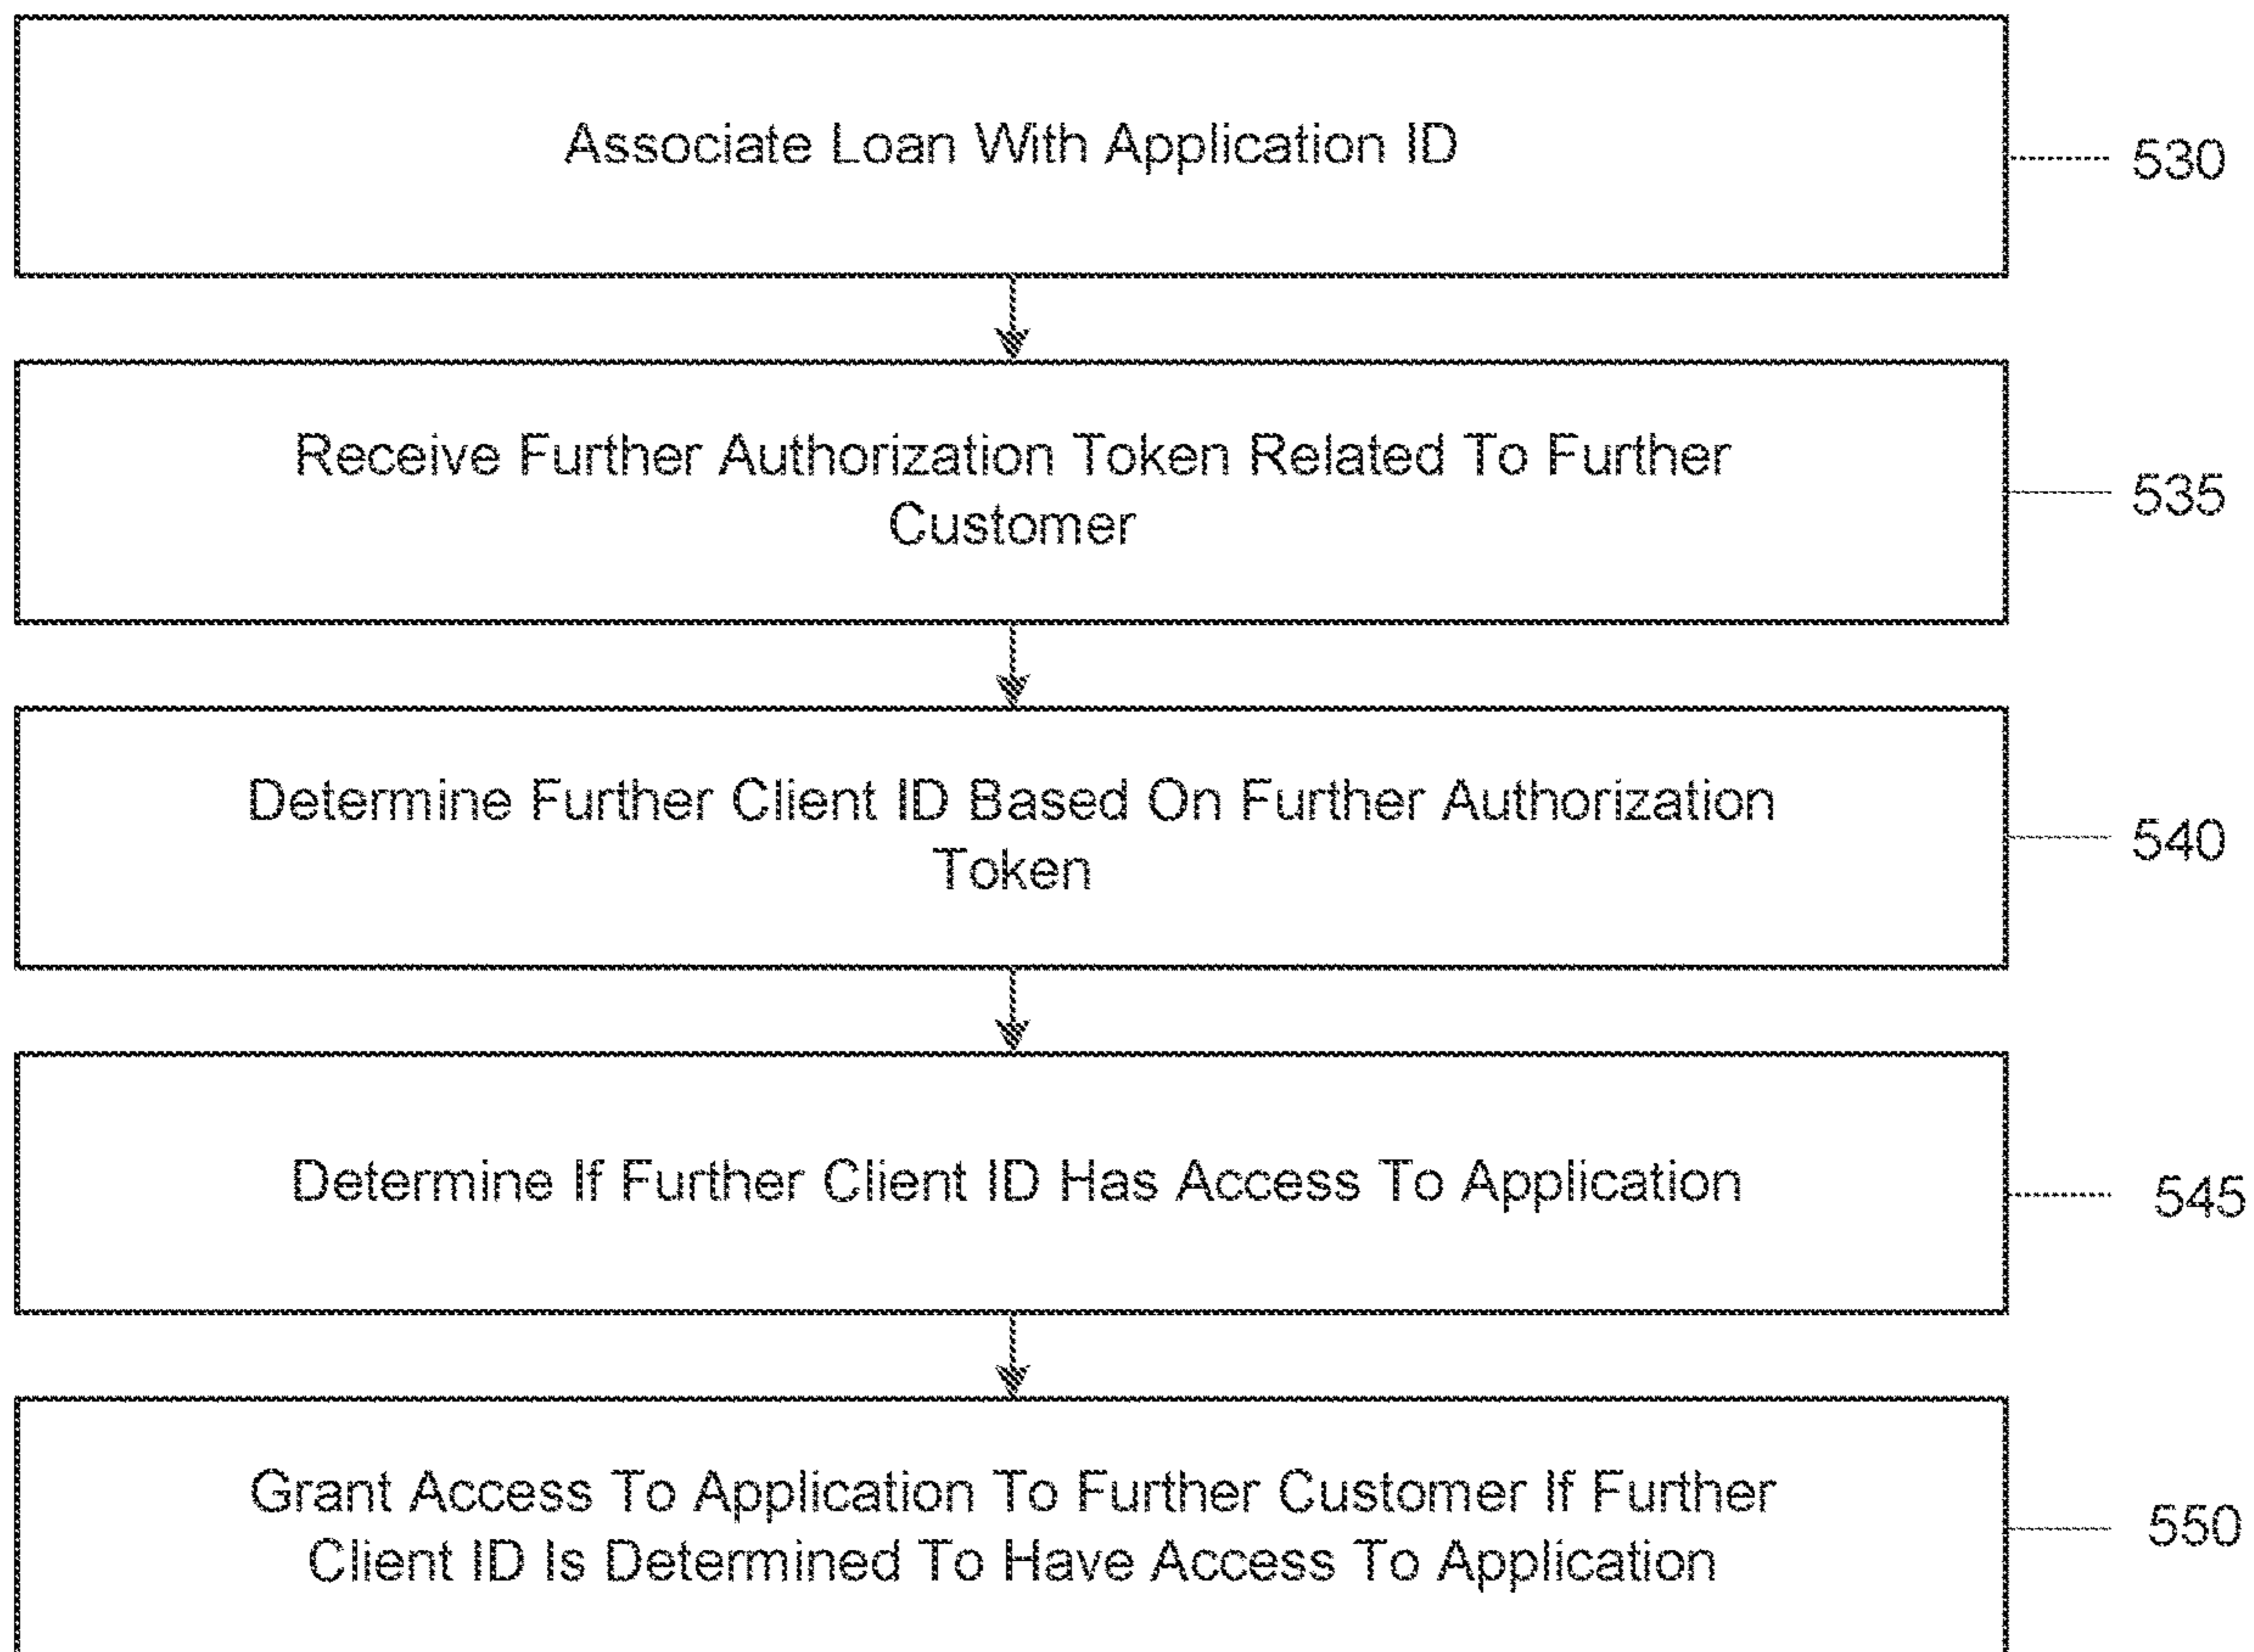 Associate Loan With Application ID
530
Receive Further Authorization Token Related To Further
Customer
535
Determine Further Client ID Based On Further Authorization
Token
540
Determine If Further Client ID Has Access To Application
545
Grant Access To Application To Further Customer If Further
Client ID Is Determined To Have Access To Application
550